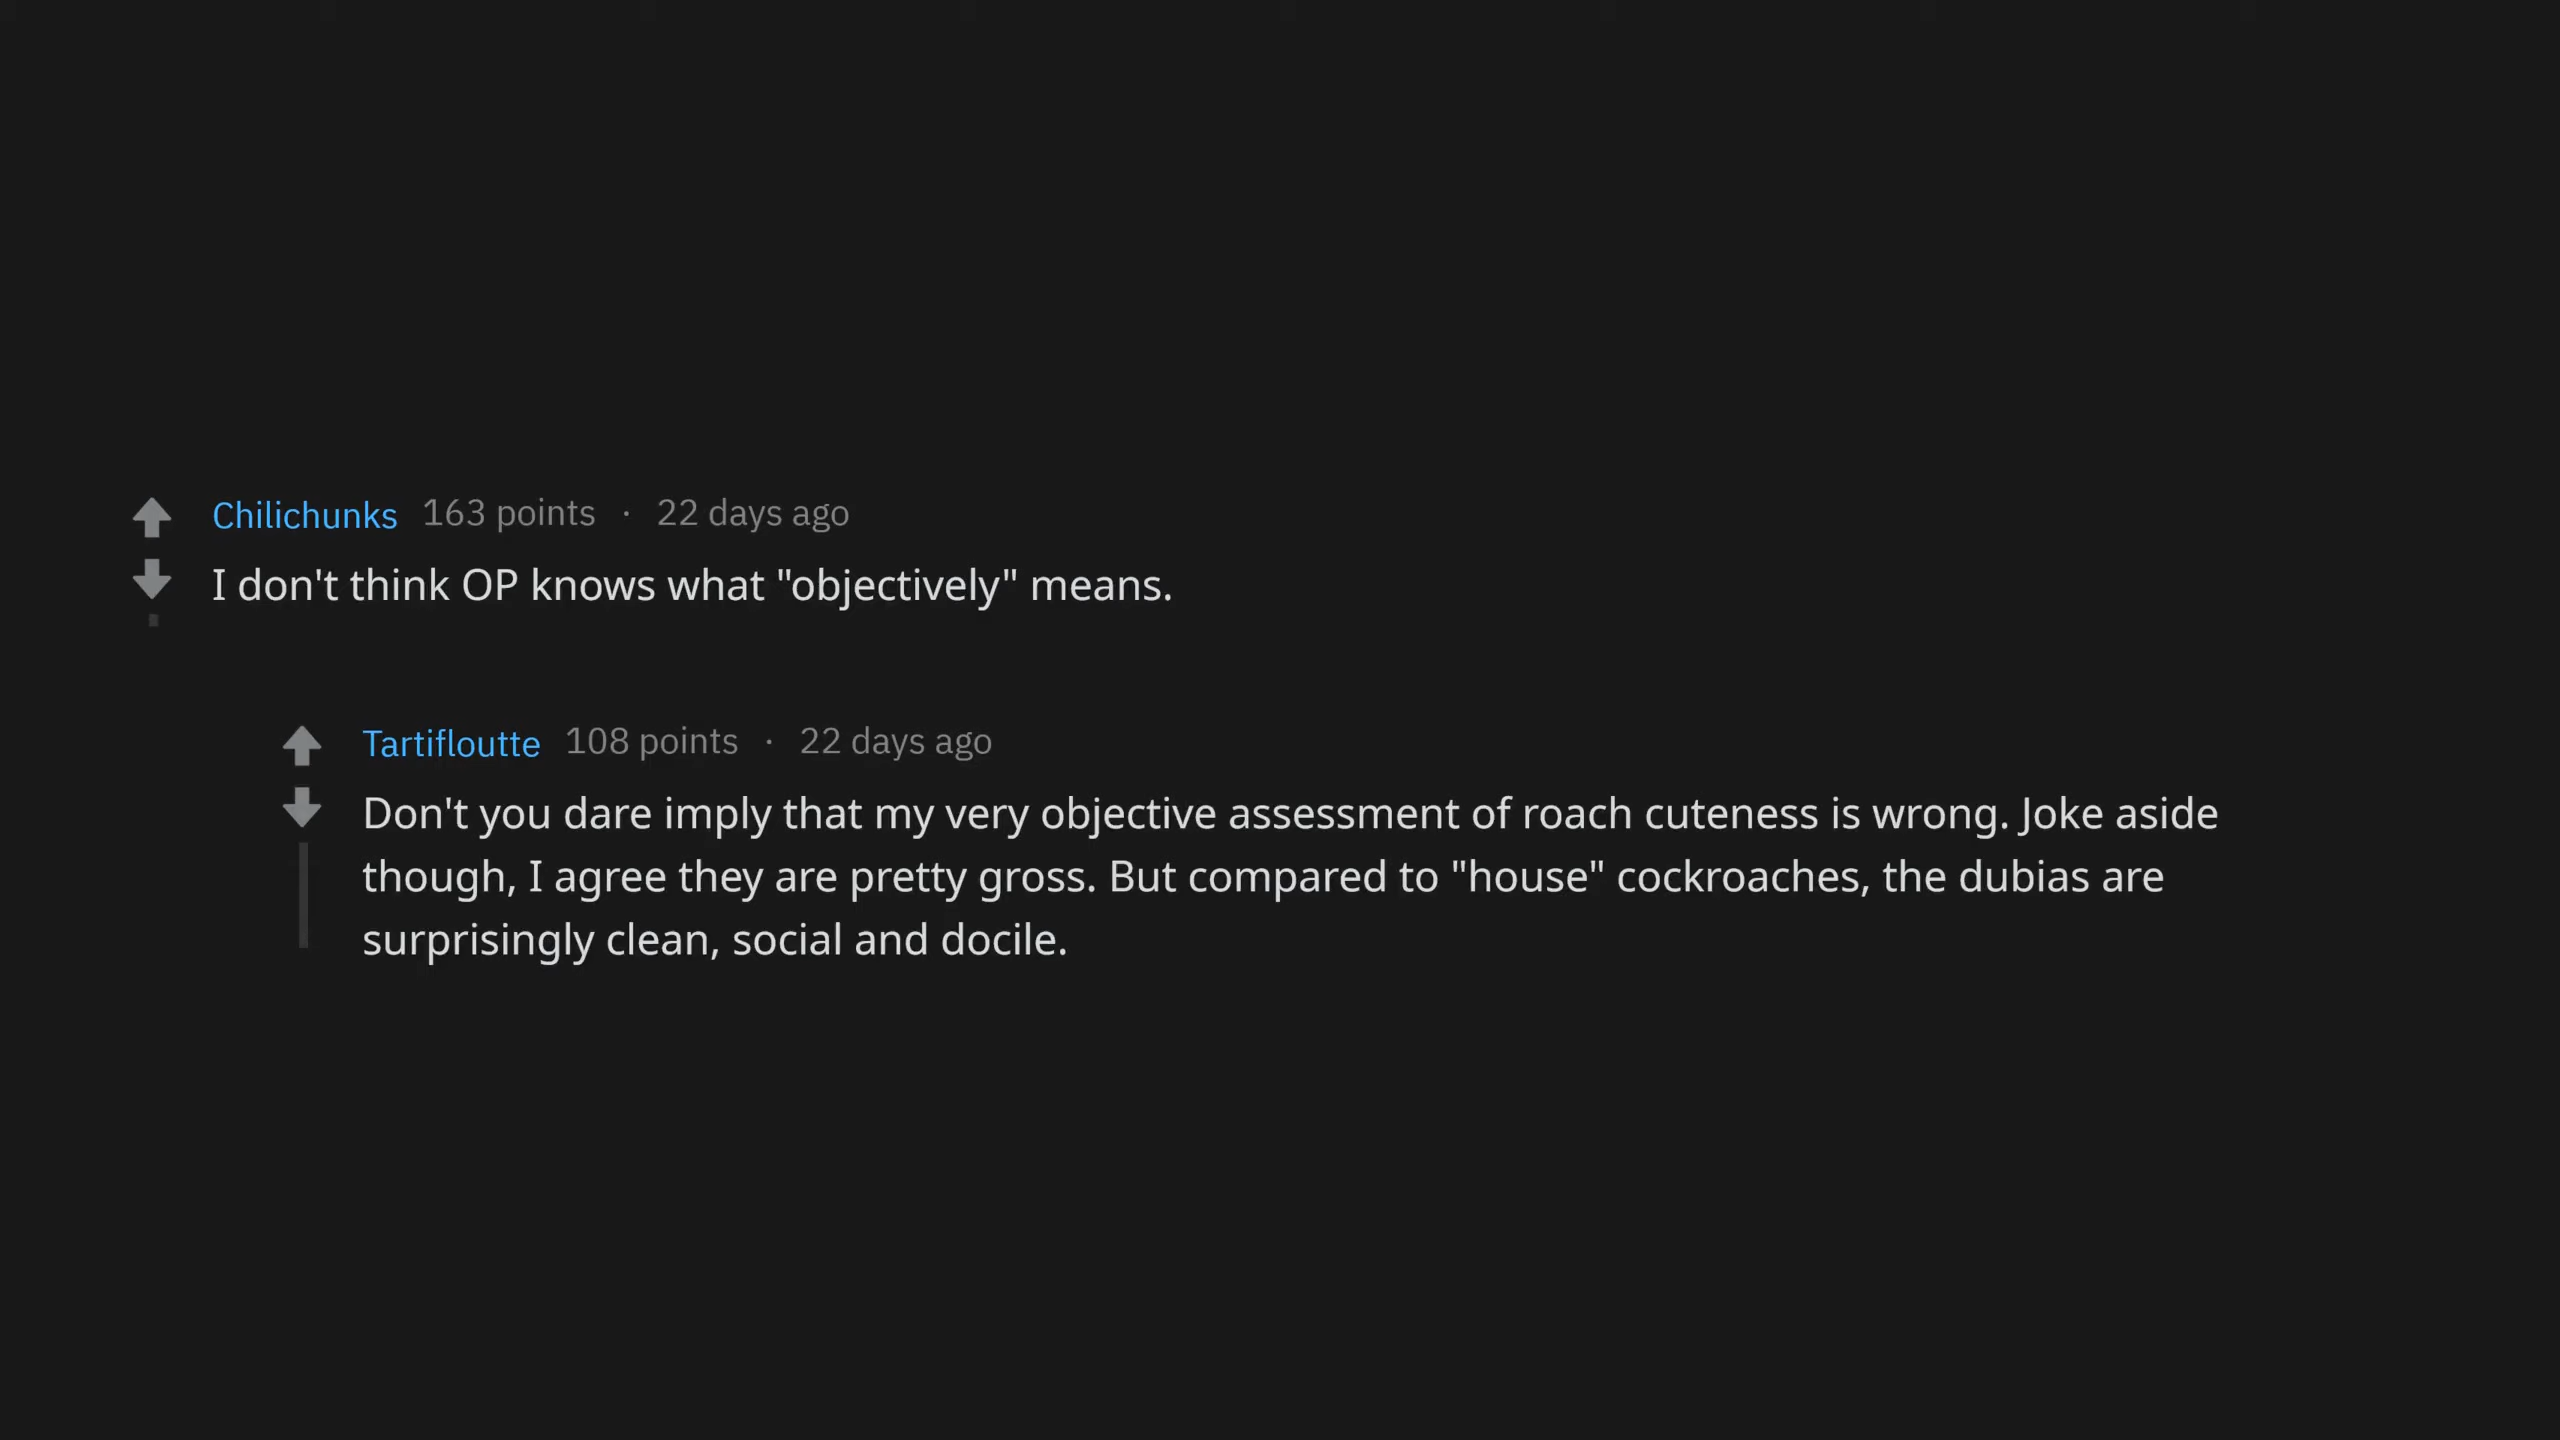 Chilichunks 163 points · 22 days ago
I don't think OP knows what "objectively" means.
Tartifloutte 108 points · 22 days ago
Don't you dare imply that my very objective assessment of roach cuteness is wrong. Joke aside
though, I agree they are pretty gross. But compared to "house" cockroaches, the dubias are
surprisingly clean, social and docile.